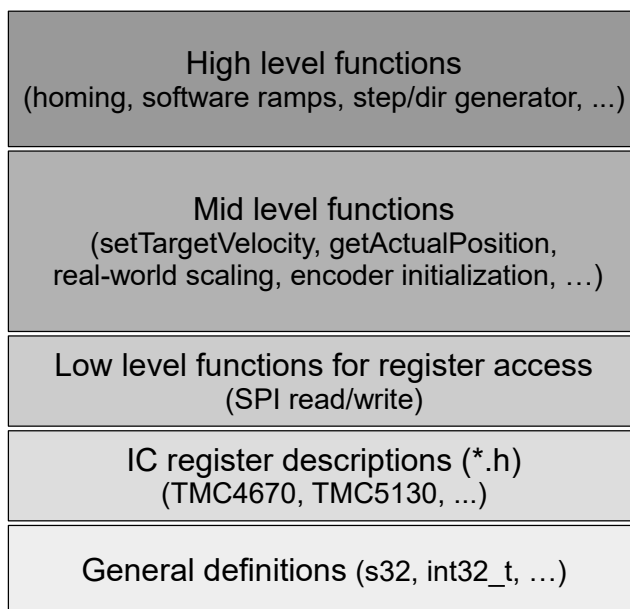 High level functions
(homing, software ramps, step/dir generator, ...)
Mid level functions
(setTargetVelocity, getActualPosition,
real-world scaling, encoder initialization, …)
Low level functions for register access
(SPI read/write)
IC register descriptions (*.h)
(TMC4670, TMC5130, ...)
General definitions (s32, int32_t, …)